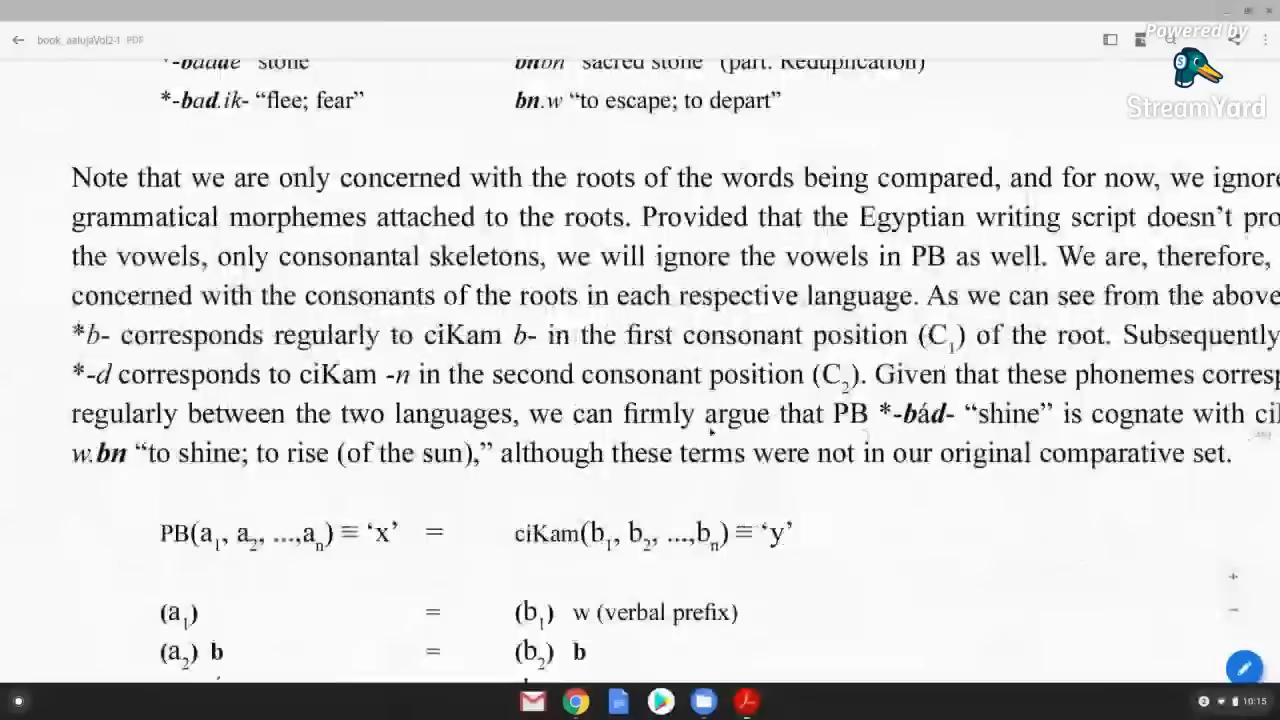 Powered by
StreamYard
book_aalujaVol2-1 PDF
*-badde "stone bnbn "sacred stone" (part. Reduplication)
*-bad.ik- “flee; fear” bn.w “to escape; to depart”
Note that we are only concerned with the roots of the words being compared, and for now, we ignore
grammatical morphemes attached to the roots. Provided that the Egyptian writing script doesn’t pro
the vowels, only consonantal skeletons, we will ignore the vowels in PB as well. We are, therefore,
concerned with the consonants of the roots in each respective language. As we can see from the above
*b- corresponds regularly to ciKam b- in the first consonant position (C₁) of the root. Subsequently
*-d corresponds to ciKam -n in the second consonant position (C₂). Given that these phonemes corresp
regularly between the two languages, we can firmly argue that PB *-bád- “shine” is cognate with ci
w.bn “to shine; to rise (of the sun),” although these terms were not in our original comparative set.
PB(a₁, a₂, ...,aₙ) ≡ ‘x’ = ciKam(b₁, b₂, ...,bₙ) ≡ ‘y’
(a₁) = (b₁) w (verbal prefix)
(a₂) b = (b₂) b
10:15